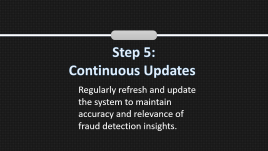 Step 5:
Continuous Updates
Regularly refresh and update
the system to maintain
accuracy and relevance of
fraud detection insights.